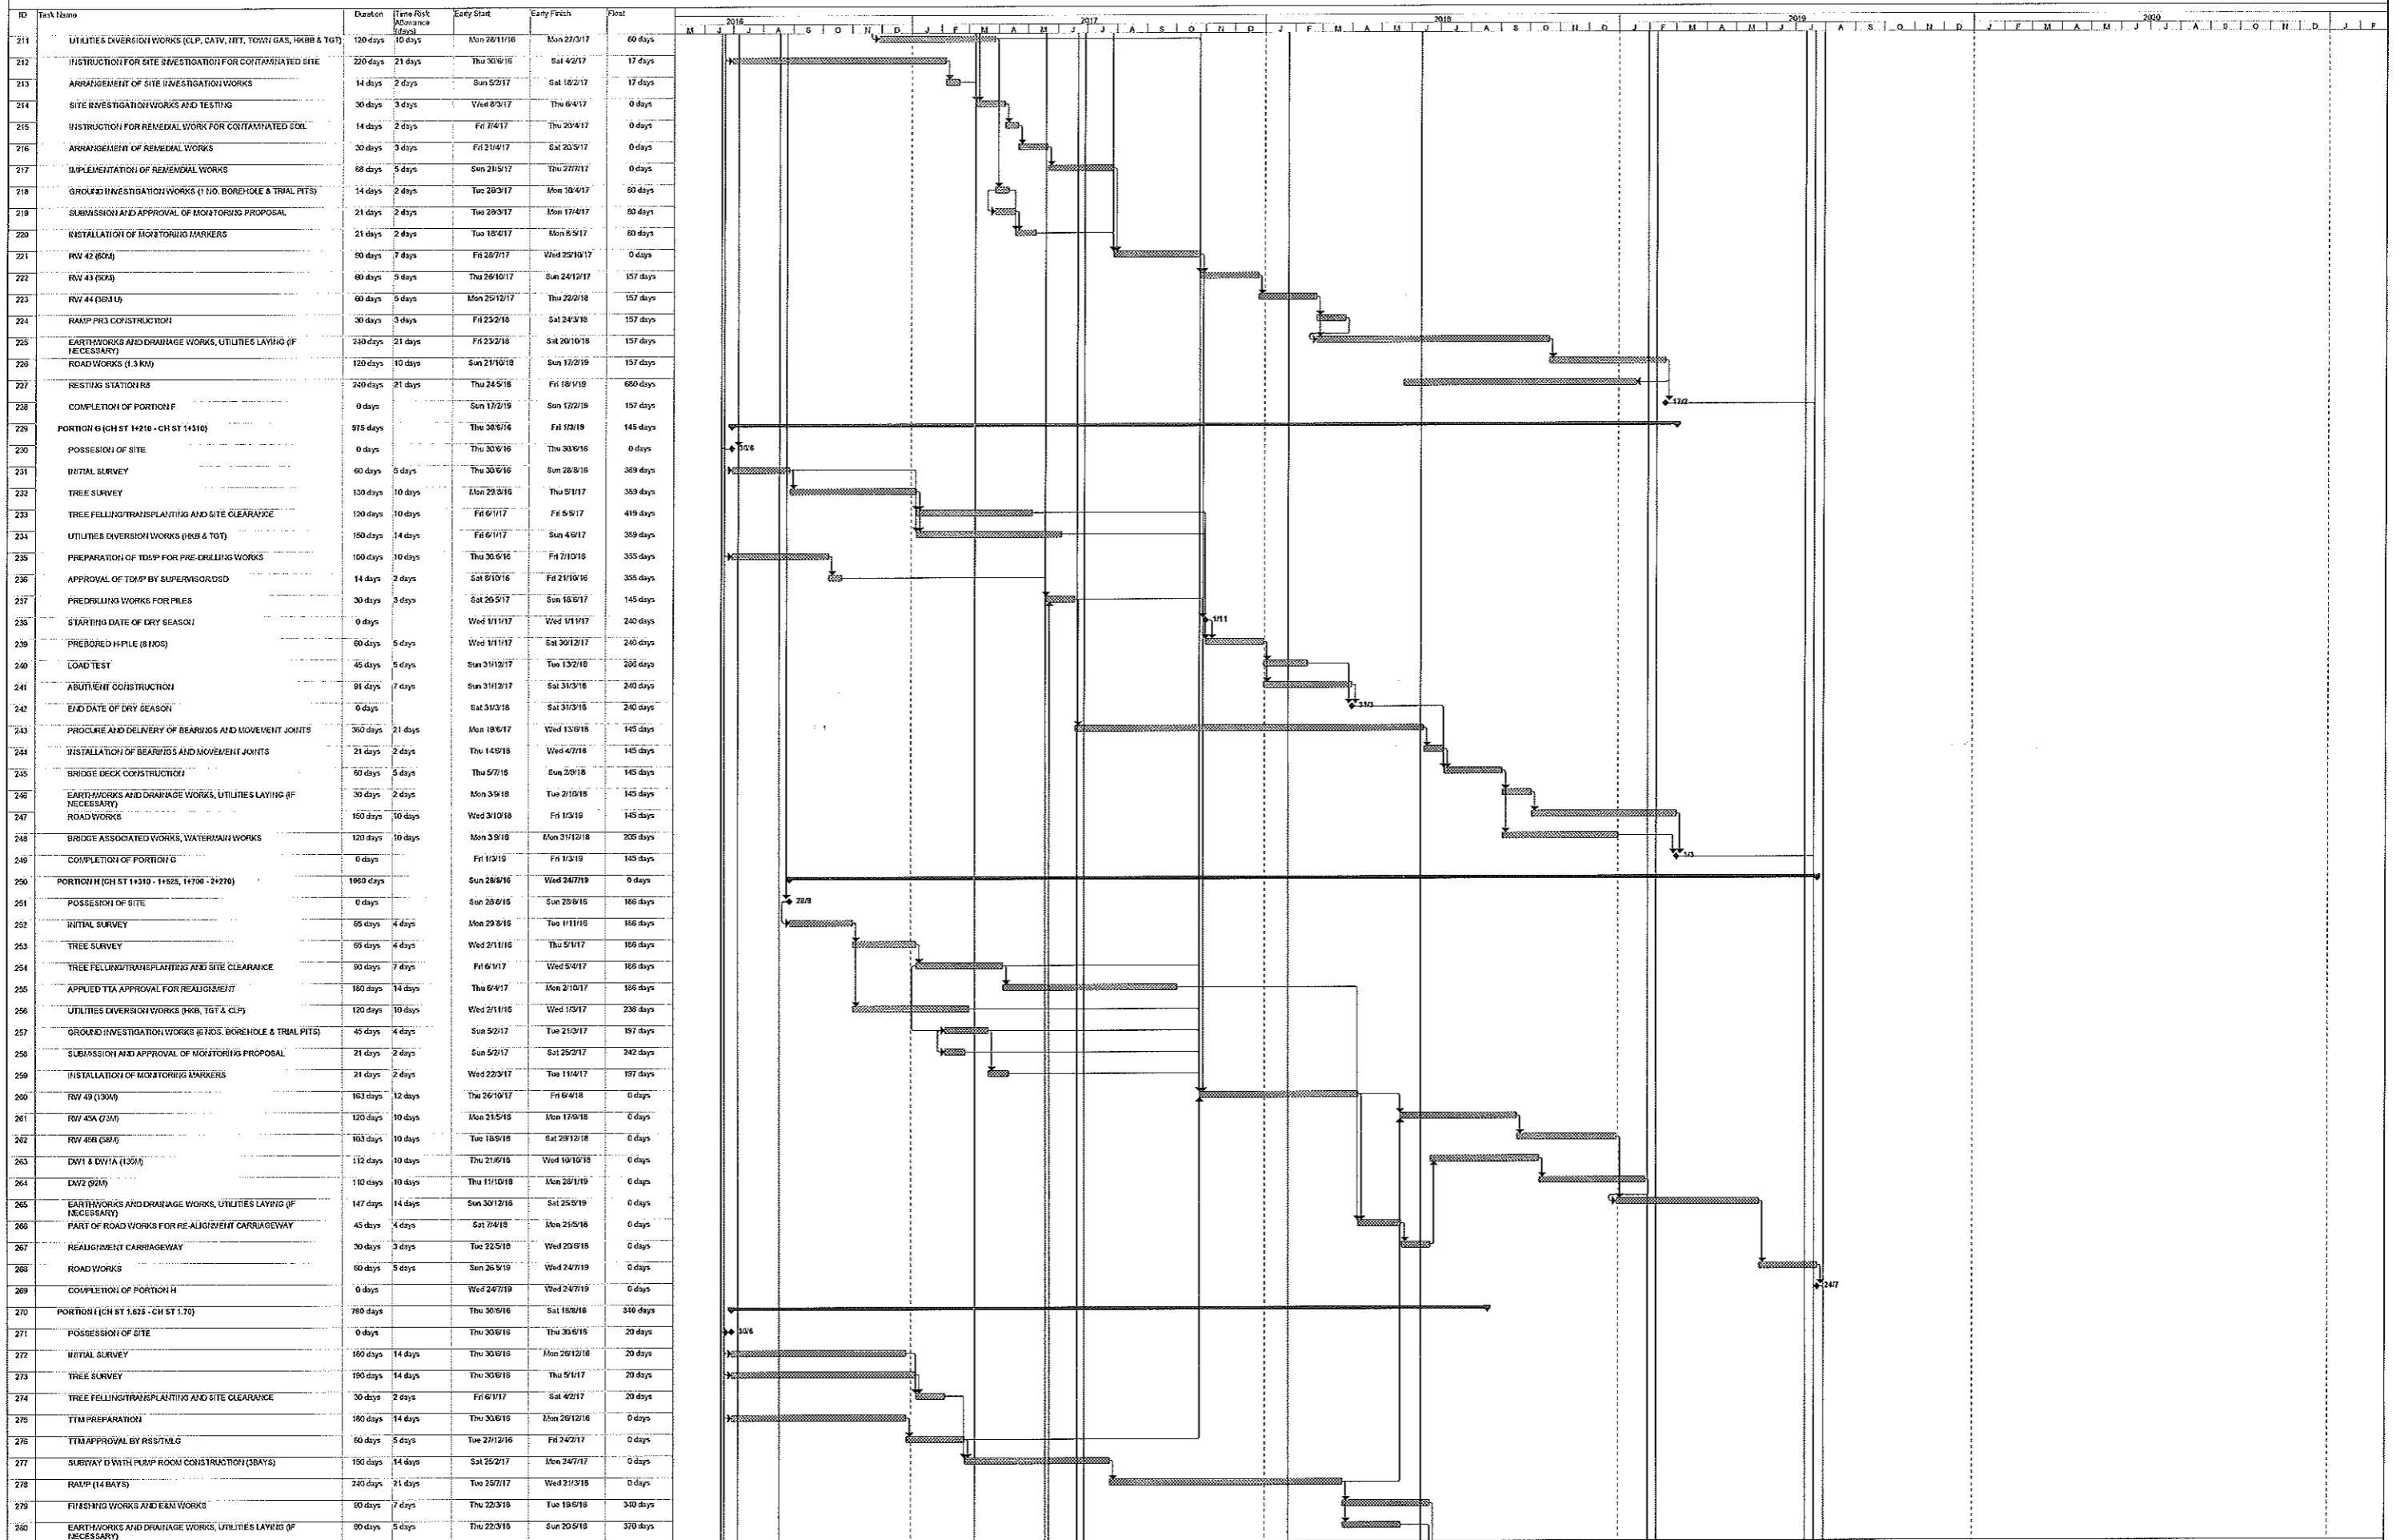 ID Task Name Duration Time Risk Allowance (days) Early Start Early Finish Float
2016 2017 2018 2019 2020
M J J A S O N D J F M A M J J A S O N D J F M A M J J A S O N D J F M A M J J A S O N D J F M A M J J A S O N D J F
211 UTILITIES DIVERSION WORKS (CLP, CATV, NTT, TOWN GAS, HKBB & TGT) 120 days 10 days Mon 28/11/16 Mon 27/3/17 60 days
212 INSTRUCTION FOR SITE INVESTIGATION FOR CONTAMINATED SITE 220 days 21 days Thu 30/6/16 Sat 4/2/17 17 days
213 ARRANGEMENT OF SITE INVESTIGATION WORKS 14 days 2 days Sun 5/2/17 Sat 18/2/17 17 days
214 SITE INVESTIGATION WORKS AND TESTING 30 days 3 days Wed 8/3/17 Thu 6/4/17 0 days
215 INSTRUCTION FOR REMEDIAL WORK FOR CONTAMINATED SOIL 14 days 2 days Fri 7/4/17 Thu 20/4/17 0 days
216 ARRANGEMENT OF REMEDIAL WORKS 30 days 3 days Fri 21/4/17 Sat 20/5/17 0 days
217 IMPLEMENTATION OF REMEMDIAL WORKS 68 days 5 days Sun 21/5/17 Thu 27/7/17 0 days
218 GROUND INVESTIGATION WORKS (1 NO. BOREHOLE & TRIAL PITS) 14 days 2 days Tue 28/3/17 Mon 10/4/17 60 days
219 SUBMISSION AND APPROVAL OF MONITORING PROPOSAL 21 days 2 days Tue 28/3/17 Mon 17/4/17 60 days
220 INSTALLATION OF MONITORING MARKERS 21 days 2 days Tue 18/4/17 Mon 8/5/17 80 days
221 RW 42 (60M) 90 days 7 days Fri 28/7/17 Wed 25/10/17 0 days
222 RW 43 (50M) 60 days 5 days Thu 26/10/17 Sun 24/12/17 157 days
223 RW 44 (36M U) 60 days 5 days Mon 25/12/17 Thu 22/2/18 157 days
224 RAMP PR3 CONSTRUCTION 30 days 3 days Fri 23/2/18 Sat 24/3/18 157 days
225 EARTHWORKS AND DRAINAGE WORKS, UTILITIES LAYING (IF NECESSARY) 240 days 21 days Fri 23/2/18 Sat 20/10/18 157 days
226 ROAD WORKS (1.3 KM) 120 days 10 days Sun 21/10/18 Sun 17/2/19 157 days
227 RESTING STATION RS 240 days 21 days Thu 24/5/18 Fri 18/1/19 680 days
228 COMPLETION OF PORTION F 0 days Sun 17/2/19 Sun 17/2/19 157 days 17/2
229 PORTION G (CH ST 1+210 - CH ST 1+310) 975 days Thu 30/6/16 Fri 1/3/19 145 days
230 POSSESION OF SITE 0 days Thu 30/6/16 Thu 30/6/16 0 days 30/6
231 INITIAL SURVEY 60 days 5 days Thu 30/6/16 Sun 28/8/16 389 days
232 TREE SURVEY 130 days 10 days Mon 29/8/16 Thu 5/1/17 389 days
233 TREE FELLING/TRANSPLANTING AND SITE CLEARANCE 120 days 10 days Fri 6/1/17 Fri 5/5/17 419 days
234 UTILITIES DIVERSION WORKS (HKB & TGT) 150 days 14 days Fri 6/1/17 Sun 4/6/17 389 days
235 PREPARATION OF TDMP FOR PRE-DRILLING WORKS 100 days 10 days Thu 30/6/16 Fri 7/10/16 355 days
236 APPROVAL OF TDMP BY SUPERVISOR/DSD 14 days 2 days Sat 8/10/16 Fri 21/10/16 355 days
237 PREDRILLING WORKS FOR PILES 30 days 3 days Sat 20/5/17 Sun 18/6/17 145 days
238 STARTING DATE OF DRY SEASON 0 days Wed 1/11/17 Wed 1/11/17 240 days 1/11
239 PREBORED H-PILE (8 NOS) 60 days 5 days Wed 1/11/17 Sat 30/12/17 240 days
240 LOAD TEST 45 days 5 days Sun 31/12/17 Tue 13/2/18 286 days
241 ABUTMENT CONSTRUCTION 91 days 7 days Sun 31/12/17 Sat 31/3/18 240 days
242 END DATE OF DRY SEASON 0 days Sat 31/3/18 Sat 31/3/18 240 days 31/3
243 PROCURE AND DELIVERY OF BEARINGS AND MOVEMENT JOINTS 360 days 21 days Mon 19/6/17 Wed 13/6/18 145 days
244 INSTALLATION OF BEARINGS AND MOVEMENT JOINTS 21 days 2 days Thu 14/6/18 Wed 4/7/18 145 days
245 BRIDGE DECK CONSTRUCTION 60 days 5 days Thu 5/7/18 Sun 2/9/18 145 days
246 EARTHWORKS AND DRAINAGE WORKS, UTILITIES LAYING (IF NECESSARY) 30 days 2 days Mon 3/9/18 Tue 2/10/18 145 days
247 ROAD WORKS 150 days 10 days Wed 3/10/18 Fri 1/3/19 145 days
248 BRIDGE ASSOCIATED WORKS, WATERMAIN WORKS 120 days 10 days Mon 3/9/18 Mon 31/12/18 205 days
249 COMPLETION OF PORTION G 0 days Fri 1/3/19 Fri 1/3/19 145 days 1/3
250 PORTION H (CH ST 1+310 - 1+525, 1+700 - 2+270) 1060 days Sun 28/8/16 Wed 24/7/19 0 days
251 POSSESION OF SITE 0 days Sun 28/8/16 Sun 28/8/16 186 days 28/8
252 INITIAL SURVEY 65 days 4 days Mon 29/8/16 Tue 1/11/16 186 days
253 TREE SURVEY 65 days 4 days Wed 2/11/16 Thu 5/1/17 186 days
254 TREE FELLING/TRANSPLANTING AND SITE CLEARANCE 90 days 7 days Fri 6/1/17 Wed 5/4/17 186 days
255 APPLIED TTA APPROVAL FOR REALIGNMENT 180 days 14 days Thu 6/4/17 Mon 2/10/17 186 days
256 UTILITIES DIVERSION WORKS (HKB, TGT & CLP) 120 days 10 days Wed 2/11/16 Wed 1/3/17 238 days
257 GROUND INVESTIGATION WORKS (6 NOS. BOREHOLE & TRIAL PITS) 45 days 4 days Sun 5/2/17 Tue 21/3/17 197 days
258 SUBMISSION AND APPROVAL OF MONITORING PROPOSAL 21 days 2 days Sun 5/2/17 Sat 25/2/17 242 days
259 INSTALLATION OF MONITORING MARKERS 21 days 2 days Wed 22/3/17 Tue 11/4/17 197 days
260 RW 49 (130M) 163 days 12 days Thu 26/10/17 Fri 6/4/18 0 days
261 RW 45A (73M) 120 days 10 days Mon 21/5/18 Mon 17/9/18 0 days
262 RW 45B (58M) 103 days 10 days Tue 18/9/18 Sat 29/12/18 0 days
263 DW1 & DW1A (130M) 112 days 10 days Thu 21/6/18 Wed 10/10/18 0 days
264 DW2 (92M) 110 days 10 days Thu 11/10/18 Mon 28/1/19 0 days
265 EARTHWORKS AND DRAINAGE WORKS, UTILITIES LAYING (IF NECESSARY) 147 days 14 days Sun 30/12/18 Sat 25/5/19 0 days
266 PART OF ROAD WORKS FOR RE-ALIGNMENT CARRIAGEWAY 45 days 4 days Sat 7/4/18 Mon 21/5/18 0 days
267 REALIGNMENT CARRIAGEWAY 30 days 3 days Tue 22/5/18 Wed 20/6/18 0 days
268 ROAD WORKS 60 days 5 days Sun 26/5/19 Wed 24/7/19 0 days
269 COMPLETION OF PORTION H 0 days Wed 24/7/19 Wed 24/7/19 0 days 24/7
270 PORTION I (CH ST 1.625 - CH ST 1.70) 780 days Thu 30/6/16 Sat 18/8/18 340 days
271 POSSESSION OF SITE 0 days Thu 30/6/16 Thu 30/6/16 20 days 30/6
272 INITIAL SURVEY 180 days 14 days Thu 30/6/16 Mon 26/12/16 20 days
273 TREE SURVEY 190 days 14 days Thu 30/6/16 Thu 5/1/17 20 days
274 TREE FELLING/TRANSPLANTING AND SITE CLEARANCE 30 days 2 days Fri 6/1/17 Sat 4/2/17 20 days
275 TTM PREPARATION 180 days 14 days Thu 30/6/16 Mon 26/12/16 0 days
276 TTM APPROVAL BY RSS/TMLG 60 days 5 days Tue 27/12/16 Fri 24/2/17 0 days
277 SUBWAY D WITH PUMP ROOM CONSTRUCTION (3BAYS) 150 days 14 days Sat 25/2/17 Mon 24/7/17 0 days
278 RAMP (14 BAYS) 240 days 21 days Tue 25/7/17 Wed 21/3/18 0 days
279 FINISHING WORKS AND E&M WORKS 90 days 7 days Thu 22/3/18 Tue 19/6/18 340 days
280 EARTHWORKS AND DRAINAGE WORKS, UTILITIES LAYING (IF NECESSARY) 60 days 5 days Thu 22/3/18 Sun 20/5/18 370 days